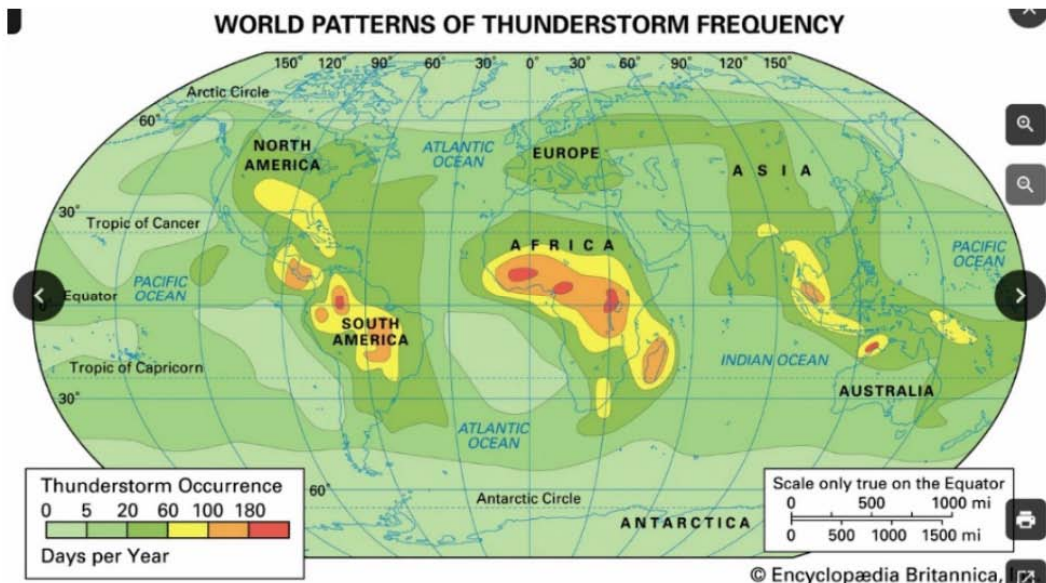 WORLD PATTERNS OF THUNDERSTORM FREQUENCY
150° 120° 90° 60° 30° 0° 30° 60° 90° 120° 150°
Arctic Circle
60°
NORTH
AMERICA
ATLANTIC
OCEAN
EUROPE
ASIA
30°
Tropic of Cancer
AFRICA
PACIFIC
OCEAN
PACIFIC
OCEAN
Equator
0°
SOUTH
AMERICA
INDIAN OCEAN
Tropic of Capricorn
AUSTRALIA
30°
ATLANTIC
OCEAN
60°
Antarctic Circle
ANTARCTICA
Thunderstorm Occurrence
0 5 20 60 100 180
Days per Year
Scale only true on the Equator
0 500 1000 mi
0 500 1000 1500 mi
© Encyclopædia Britannica, I